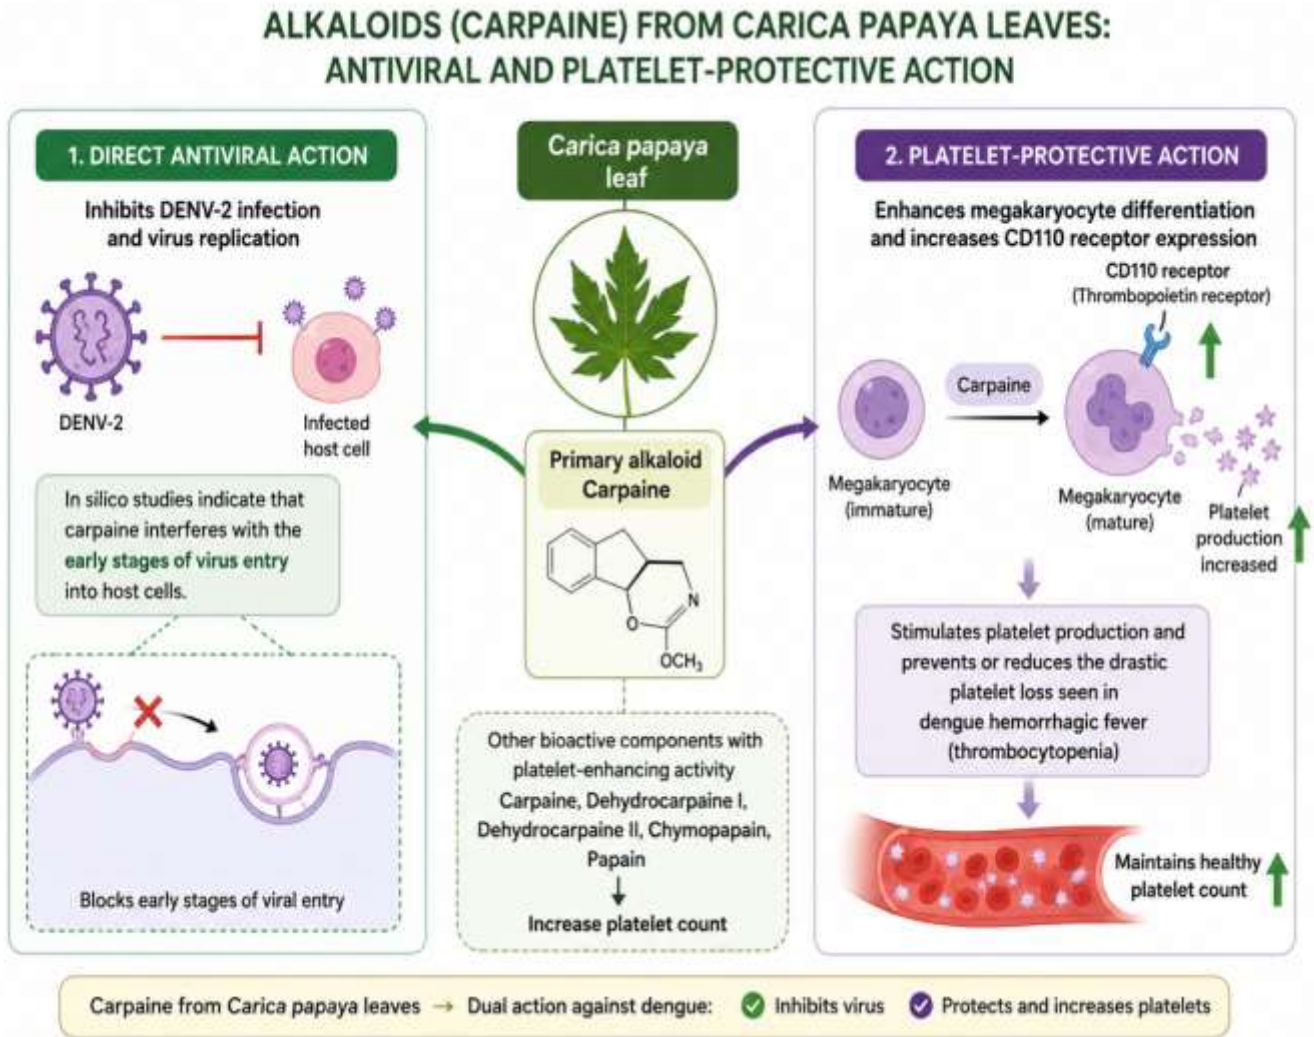 ALKALOIDS (CARPAINE) FROM CARICA PAPAYA LEAVES:
ANTIVIRAL AND PLATELET-PROTECTIVE ACTION
1. DIRECT ANTIVIRAL ACTION
Inhibits DENV-2 infection
and virus replication
DENV-2
Infected
host cell
In silico studies indicate that
carpaine interferes with the
early stages of virus entry
into host cells.
Blocks early stages of viral entry
Carica papaya
leaf
Primary alkaloid
Carpaine
N
O
OCH₃
Other bioactive components with
platelet-enhancing activity
Carpaine, Dehydrocarpaine I,
Dehydrocarpaine II, Chymopapain,
Papain
Increase platelet count
2. PLATELET-PROTECTIVE ACTION
Enhances megakaryocyte differentiation
and increases CD110 receptor expression
CD110 receptor
(Thrombopoietin receptor)
Carpaine
Megakaryocyte
(immature)
Megakaryocyte
(mature)
Platelet
production
increased
Stimulates platelet production and
prevents or reduces the drastic
platelet loss seen in
dengue hemorrhagic fever
(thrombocytopenia)
Maintains healthy
platelet count
Carpaine from Carica papaya leaves → Dual action against dengue: Inhibits virus Protects and increases platelets